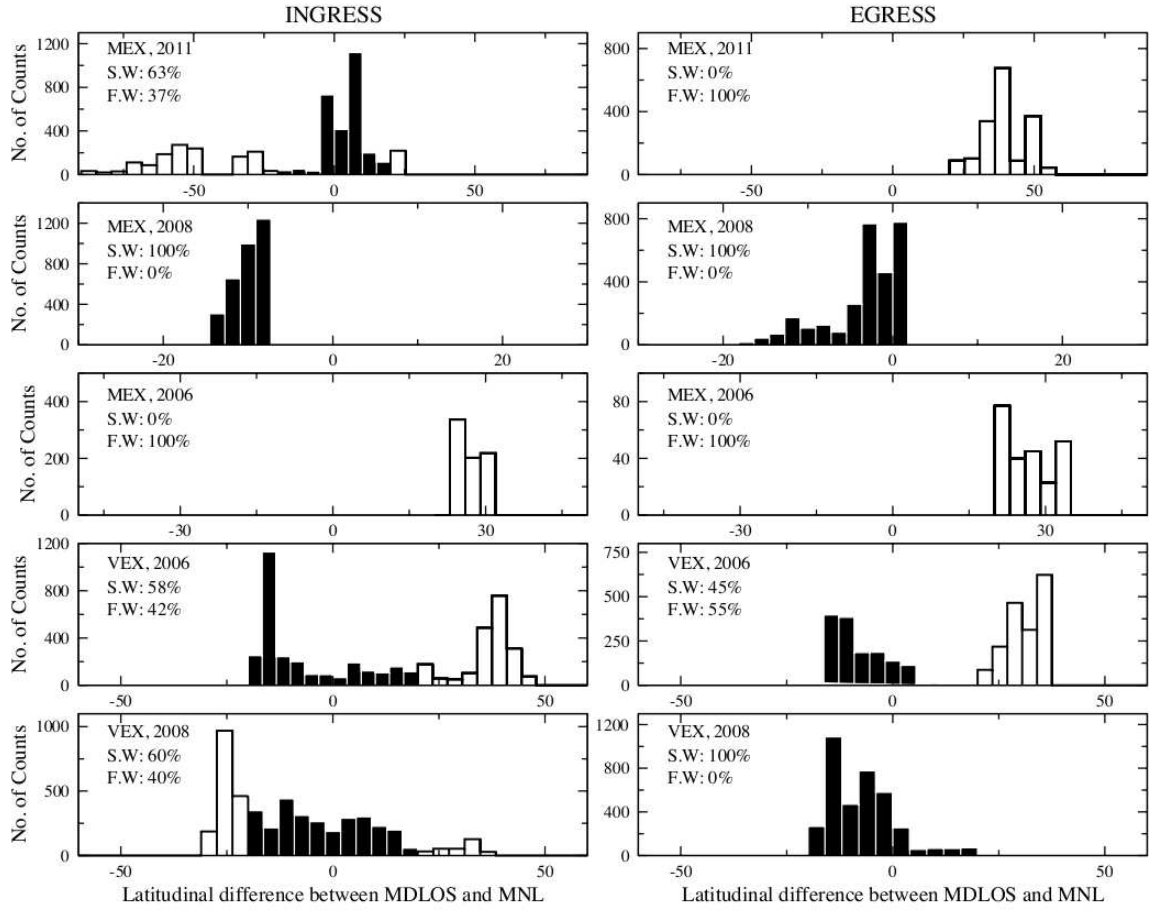 INGRESS
EGRESS
MEX, 2011
S.W: 63%
F.W: 37%
No. of Counts
1200
800
400
0
-50
0
50
MEX, 2011
S.W: 0%
F.W: 100%
800
400
0
-50
0
50
MEX, 2008
S.W: 100%
F.W: 0%
No. of Counts
1200
800
400
0
-20
0
20
MEX, 2008
S.W: 100%
F.W: 0%
800
400
0
-20
0
20
MEX, 2006
S.W: 0%
F.W: 100%
No. of Counts
400
200
0
-30
0
30
MEX, 2006
S.W: 0%
F.W: 100%
80
40
0
-30
0
30
VEX, 2006
S.W: 58%
F.W: 42%
No. of Counts
1200
800
400
0
-50
0
50
VEX, 2006
S.W: 45%
F.W: 55%
750
500
250
0
-50
0
50
VEX, 2008
S.W: 60%
F.W: 40%
No. of Counts
1000
500
0
-50
0
50
Latitudinal difference between MDLOS and MNL
VEX, 2008
S.W: 100%
F.W: 0%
1200
800
400
0
-50
0
50
Latitudinal difference between MDLOS and MNL